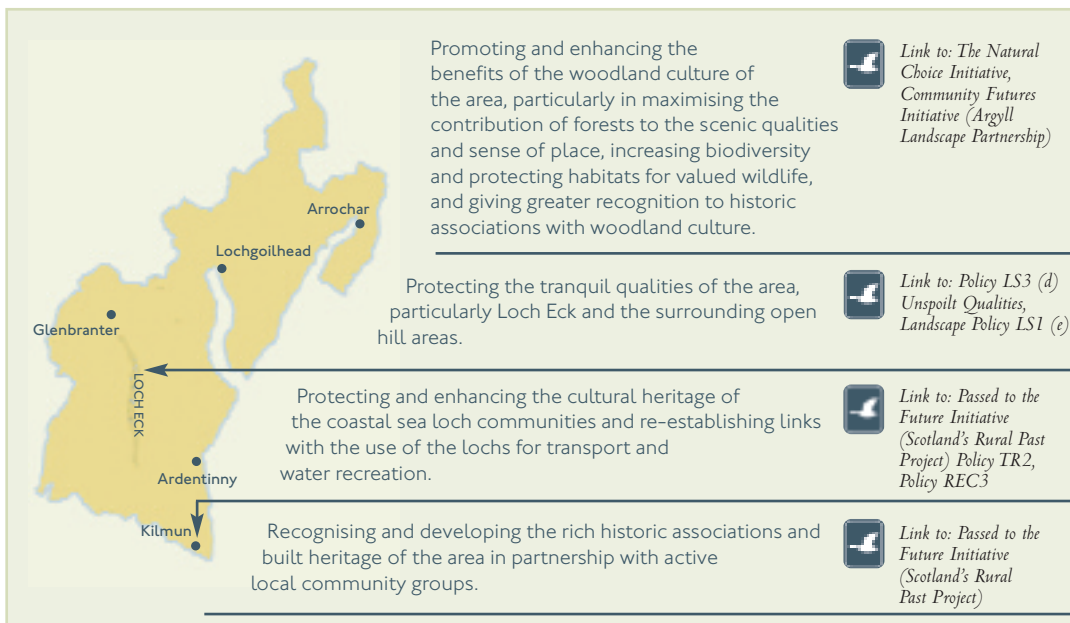 Promoting and enhancing the
benefits of the woodland culture of
the area, particularly in maximising the
contribution of forests to the scenic qualities
and sense of place, increasing biodiversity
and protecting habitats for valued wildlife,
and giving greater recognition to historic
associations with woodland culture.
Link to: The Natural
Choice Initiative,
Community Futures
Initiative (Argyll
Landscape Partnership)
Arrochar
Lochgoilhead
Glenbranter
LOCH ECK
Ardentinny
Kilmun
Protecting the tranquil qualities of the area,
particularly Loch Eck and the surrounding open
hill areas.
Link to: Policy LS3 (d)
Unspoilt Qualities,
Landscape Policy LS1 (e)
Protecting and enhancing the cultural heritage of
the coastal sea loch communities and re-establishing links
with the use of the lochs for transport and
water recreation.
Link to: Passed to the
Future Initiative
(Scotland's Rural Past
Project) Policy TR2,
Policy REC3
Recognising and developing the rich historic associations and
built heritage of the area in partnership with active
local community groups.
Link to: Passed to the
Future Initiative
(Scotland's Rural
Past Project)